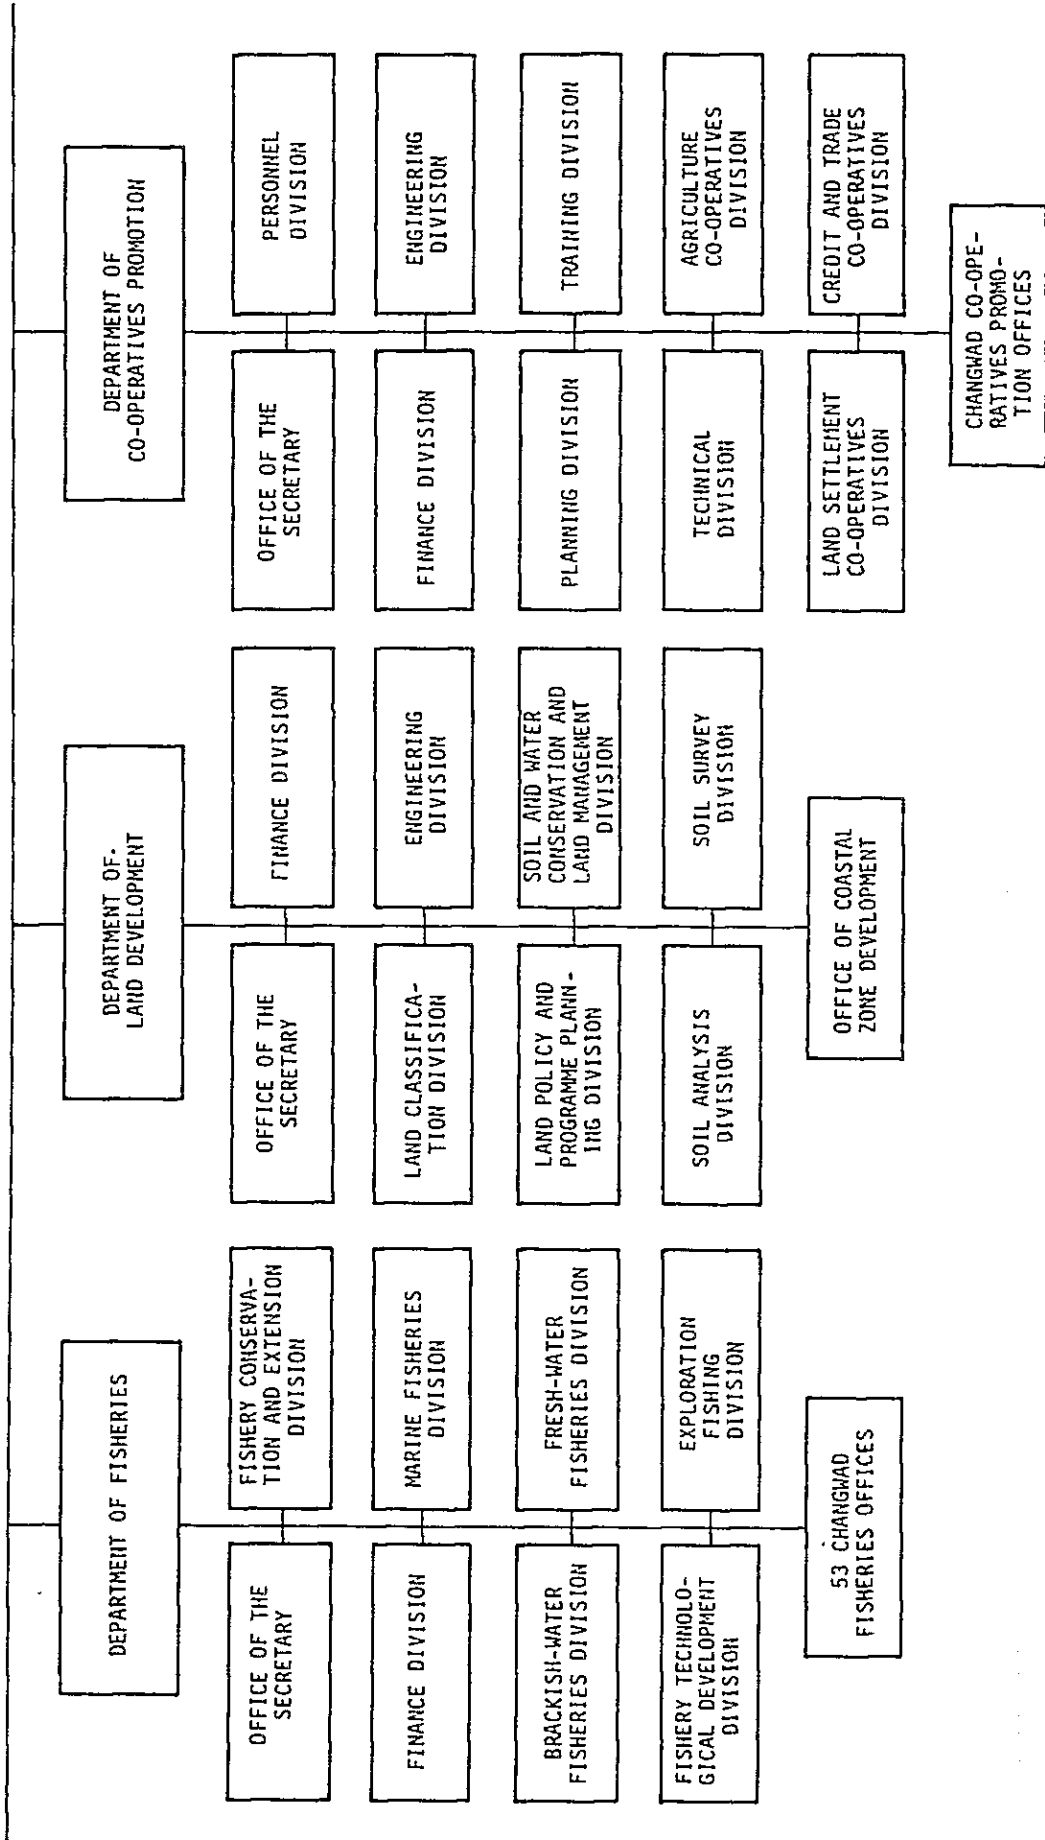 DEPARTMENT OF FISHERIES
OFFICE OF THE
SECRETARY
FISHERY CONSERVA-
TION AND EXTENSION
DIVISION
FINANCE DIVISION
MARINE FISHERIES
DIVISION
BRACKISH-WATER
FISHERIES DIVISION
FRESH-WATER
FISHERIES DIVISION
FISHERY TECHNOLO-
GICAL DEVELOPMENT
DIVISION
EXPLORATION
FISHING
DIVISION
53 CHANGWAD
FISHERIES OFFICES
DEPARTMENT OF.
LAND DEVELOPMENT
OFFICE OF THE
SECRETARY
FINANCE DIVISION
LAND CLASSIFICA-
TION DIVISION
ENGINEERING
DIVISION
LAND POLICY AND
PROGRAMME PLANN-
ING DIVISION
SOIL AND WATER
CONSERVATION AND
LAND MANAGEMENT
DIVISION
SOIL ANALYSIS
DIVISION
SOIL SURVEY
DIVISION
OFFICE OF COASTAL
ZONE DEVELOPMENT
DEPARTMENT OF
CO-OPERATIVES PROMOTION
OFFICE OF THE
SECRETARY
PERSONNEL
DIVISION
FINANCE DIVISION
ENGINEERING
DIVISION
PLANNING DIVISION
TRAINING DIVISION
TECHNICAL
DIVISION
AGRICULTURE
CO-OPERATIVES
DIVISION
LAND SETTLEMENT
CO-OPERATIVES
DIVISION
CREDIT AND TRADE
CO-OPERATIVES
DIVISION
CHANGWAD CO-OPE-
RATIVES PROMO-
TION OFFICES